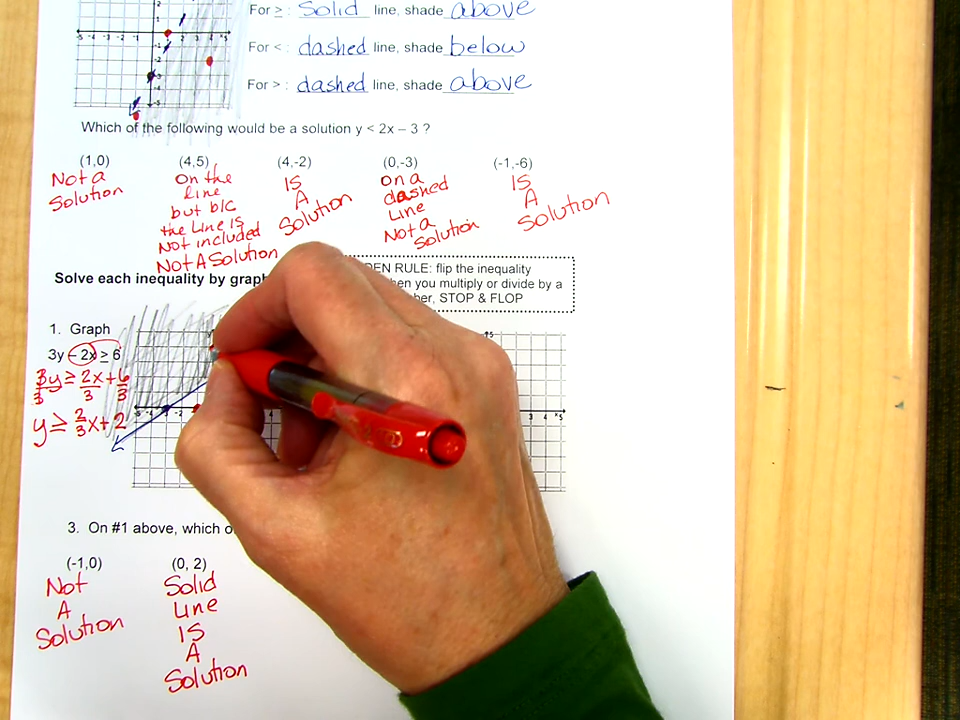 For ≥ : Solid line, shade above
For < : dashed line, shade below
For > : dashed line, shade above
Which of the following would be a solution y < 2x – 3 ?
(1,0) (4,5) (4,-2) (0,-3) (-1,-6)
Not a
Solution
On the
line
but b/c
the Line is
Not included
Not A Solution
IS
A
Solution
on a
dashed
Line
Not a
Solution
IS
A
Solution
Solve each inequality by
RULE: flip the inequality
you multiply or divide by a
STOP & FLOP
1. Graph
3y – 2x ≥ 6
3y ≥ 2x + 6
3 3 3
y ≥ 2/3 x + 2
3. On #1 above, which
(-1,0) (0, 2)
Not
A
Solution
Solid
Line
IS
A
Solution